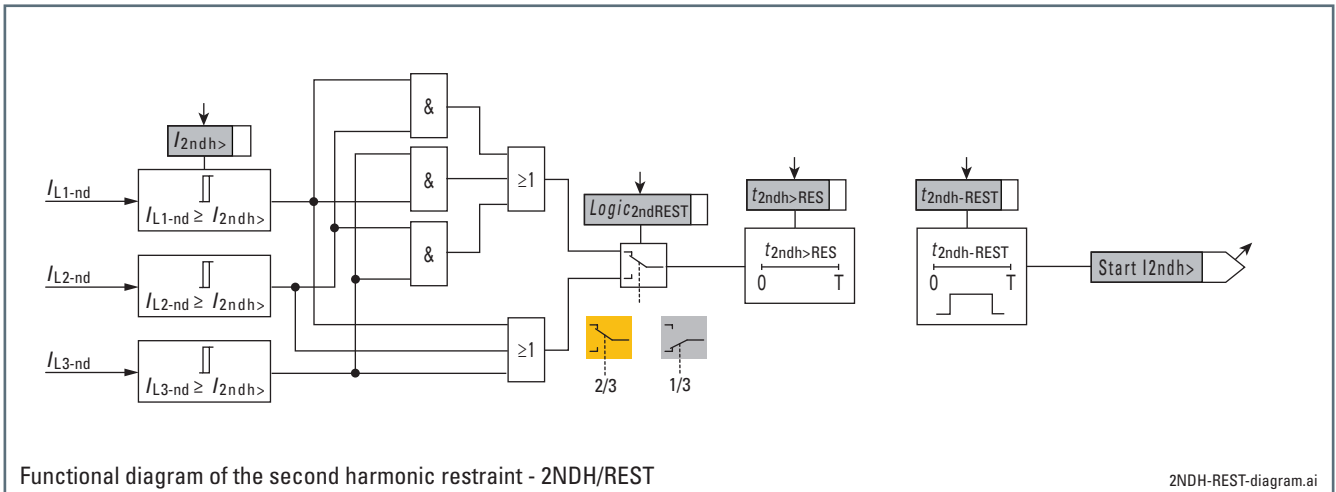 I2ndh>
IL1-nd
IL1-nd ≥ I2ndh>
IL2-nd
IL2-nd ≥ I2ndh>
IL3-nd
IL3-nd ≥ I2ndh>
&
&
&
≥1
≥1
Logic2ndREST
2/3
1/3
t2ndh>RES
t2ndh>RES
0 T
t2ndh-REST
t2ndh-REST
0 T
Start I2ndh>
Functional diagram of the second harmonic restraint - 2NDH/REST
2NDH-REST-diagram.ai